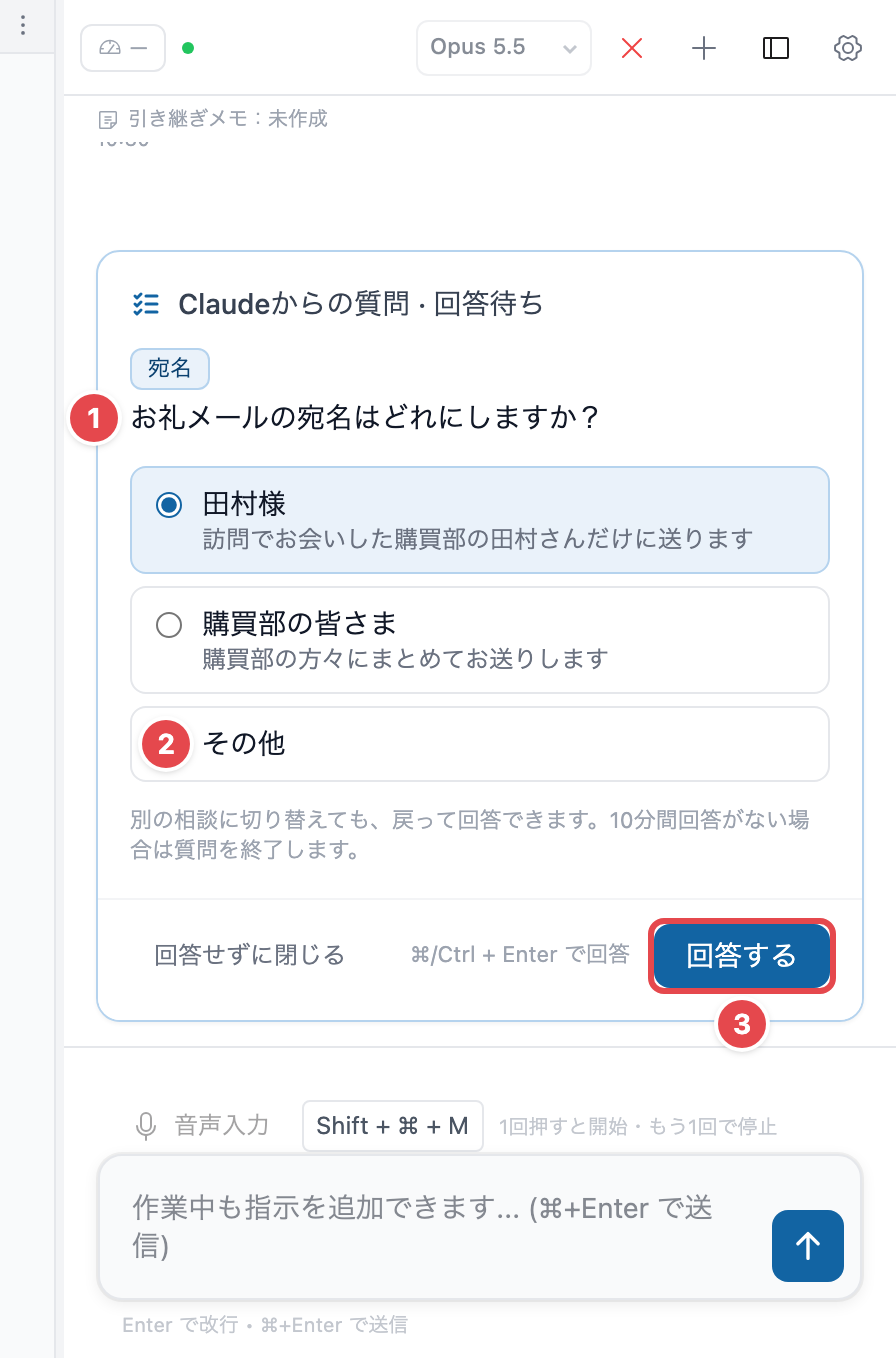 Opus 5.5
引き継ぎメモ：未作成
Claudeからの質問 · 回答待ち
宛名
1
お礼メールの宛名はどれにしますか？
田村様
訪問でお会いした購買部の田村さんだけに送ります
購買部の皆さま
購買部の方々にまとめてお送りします
2
その他
別の相談に切り替えても、戻って回答できます。10分間回答がない場
合は質問を終了します。
回答せずに閉じる
⌘/Ctrl + Enter で回答
回答する
3
音声入力
Shift + ⌘ + M
1回押すと開始・もう1回で停止
作業中も指示を追加できます... (⌘+Enter で送
信)
Enter で改行・⌘+Enter で送信